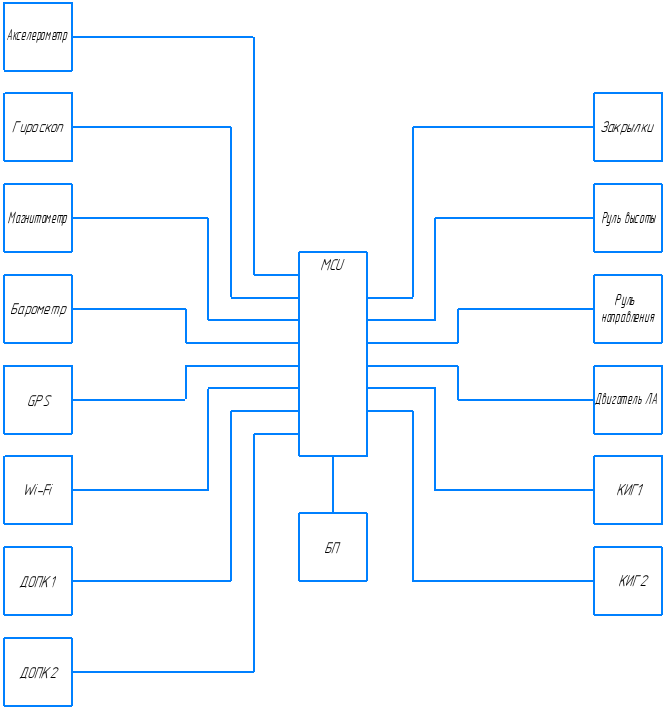 Акселерометр
Гироскоп
Магнитометр
Барометр
GPS
Wi-Fi
ДОПК1
ДОПК2
MCU
БП
Закрылки
Руль высоты
Руль
направления
Двигатель ЛА
КИГ1
КИГ2